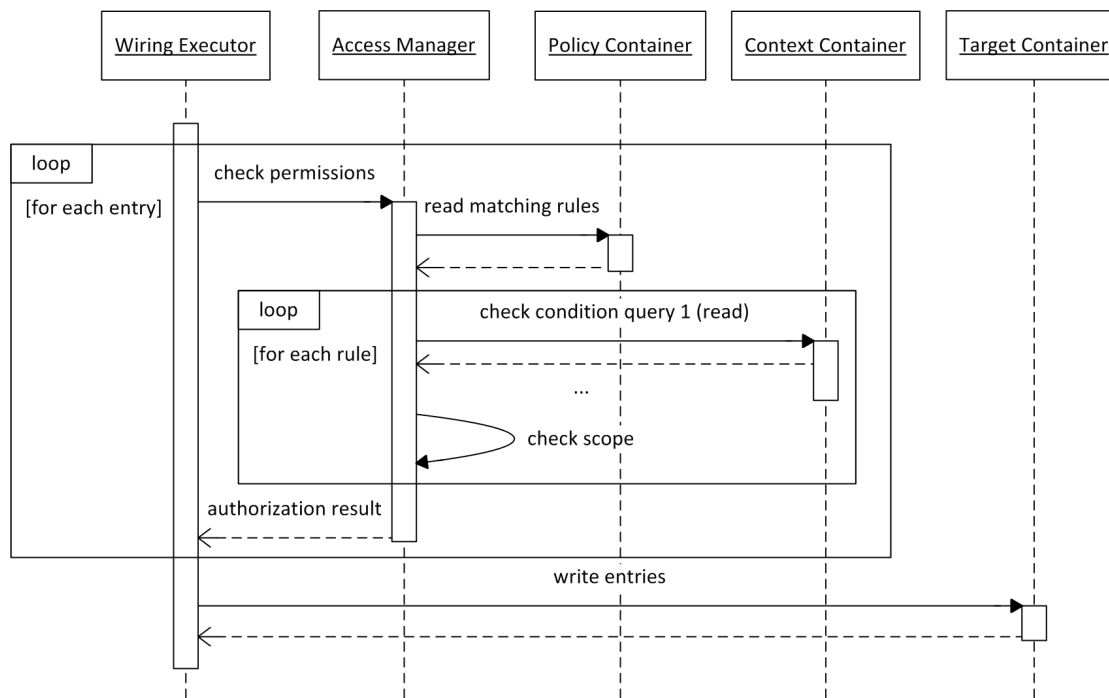 Wiring Executor
Access Manager
Policy Container
Context Container
Target Container
loop
check permissions
[for each entry]
read matching rules
loop
check condition query 1 (read)
[for each rule]
...
check scope
authorization result
write entries